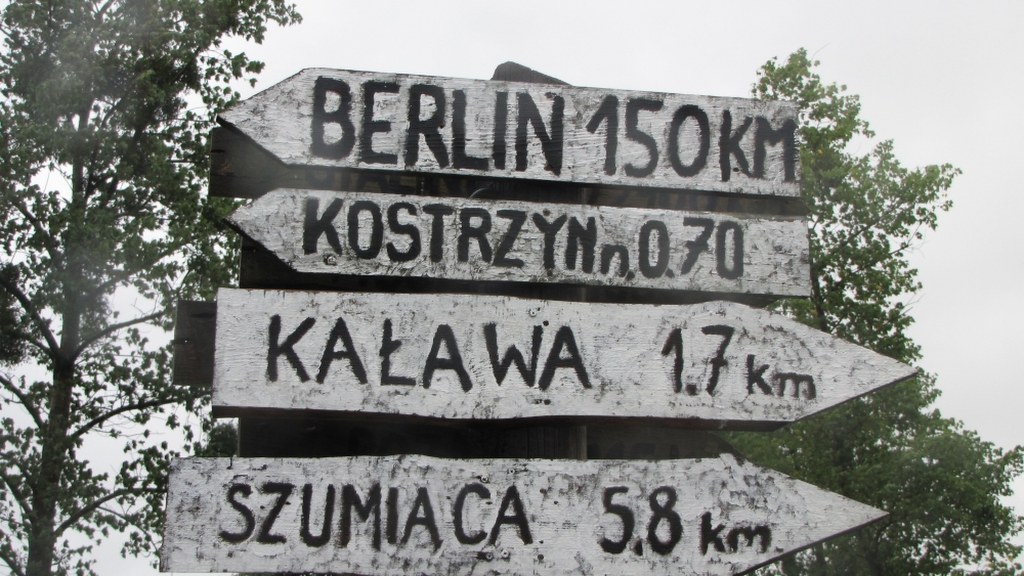 BERLIN 150KM
KOSTRZYN n.O.70
KAŁAWA 1.7 km
SZUMIĄCA 5.8 km.